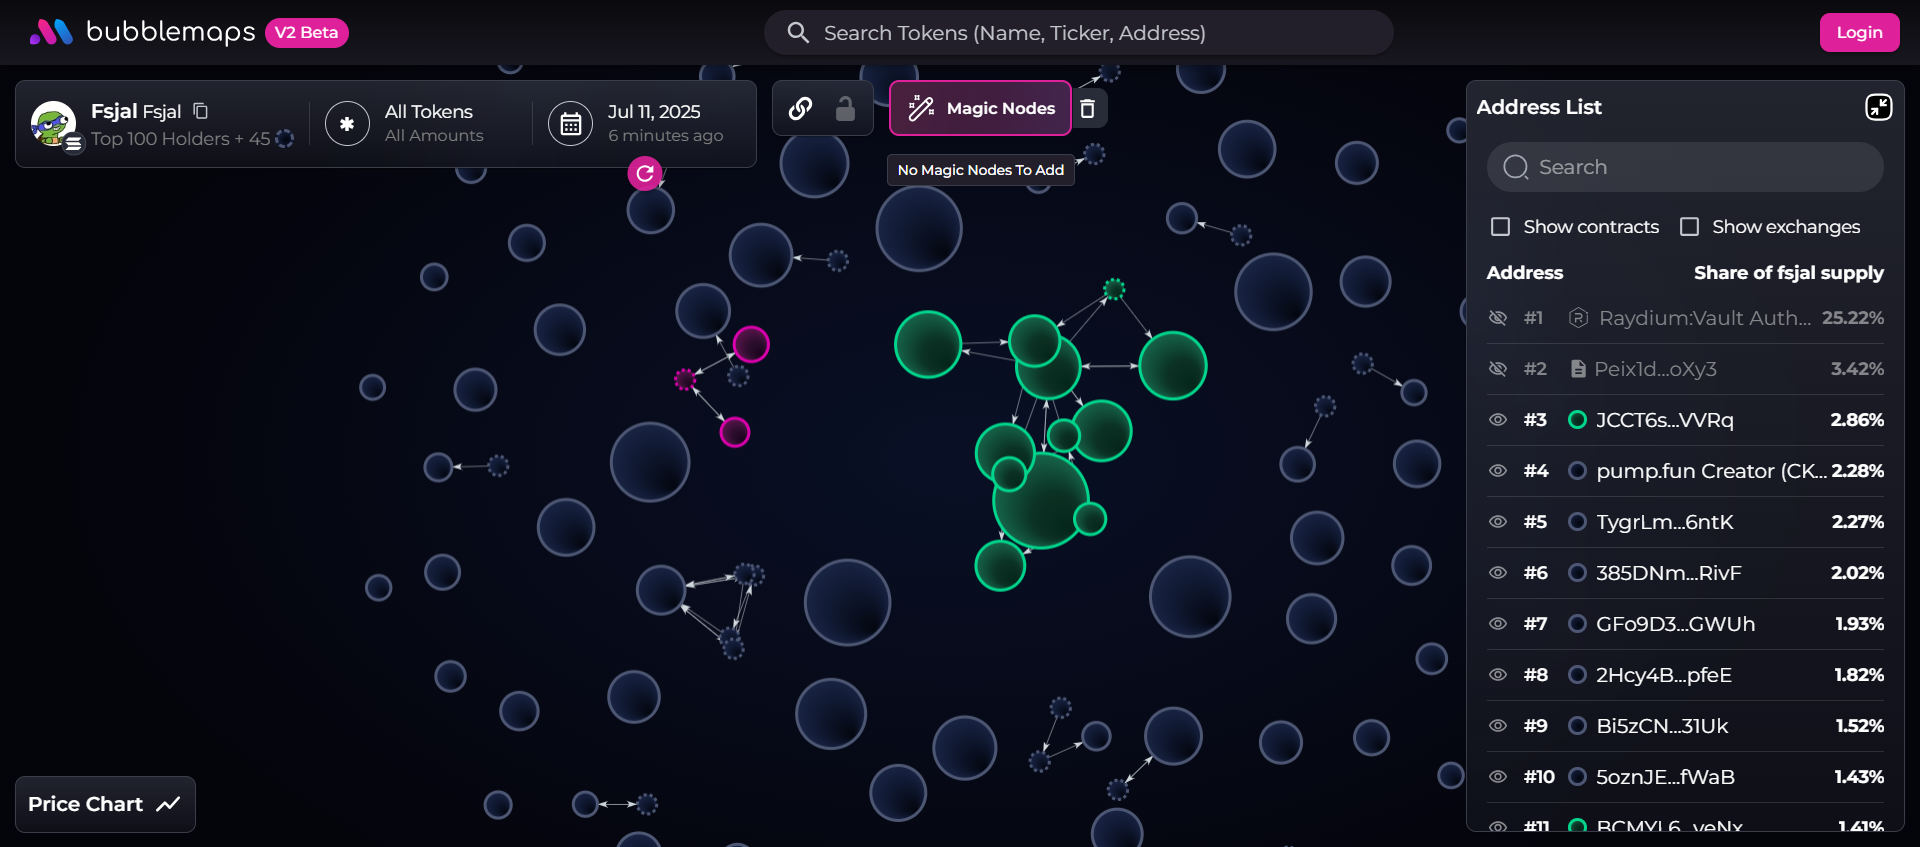 bubblemaps V2 Beta
Search Tokens (Name, Ticker, Address)
Login
Fsjal Fsjal
Top 100 Holders + 45
All Tokens
All Amounts
Jul 11, 2025
6 minutes ago
Magic Nodes
No Magic Nodes To Add
Address List
Search
Show contracts Show exchanges
Address Share of fsjal supply
#1 Raydium:Vault Auth... 25.22%
#2 Peix1d...oXy3 3.42%
#3 JCCT6s...VVRq 2.86%
#4 pump.fun Creator (CK... 2.28%
#5 TygrLm...6ntK 2.27%
#6 385DNm...RivF 2.02%
#7 GFo9D3...GWUh 1.93%
#8 2Hcy4B...pfeE 1.82%
#9 Bi5zCN...31Uk 1.52%
#10 5oznJE...fWaB 1.43%
#11 1.41%
Price Chart